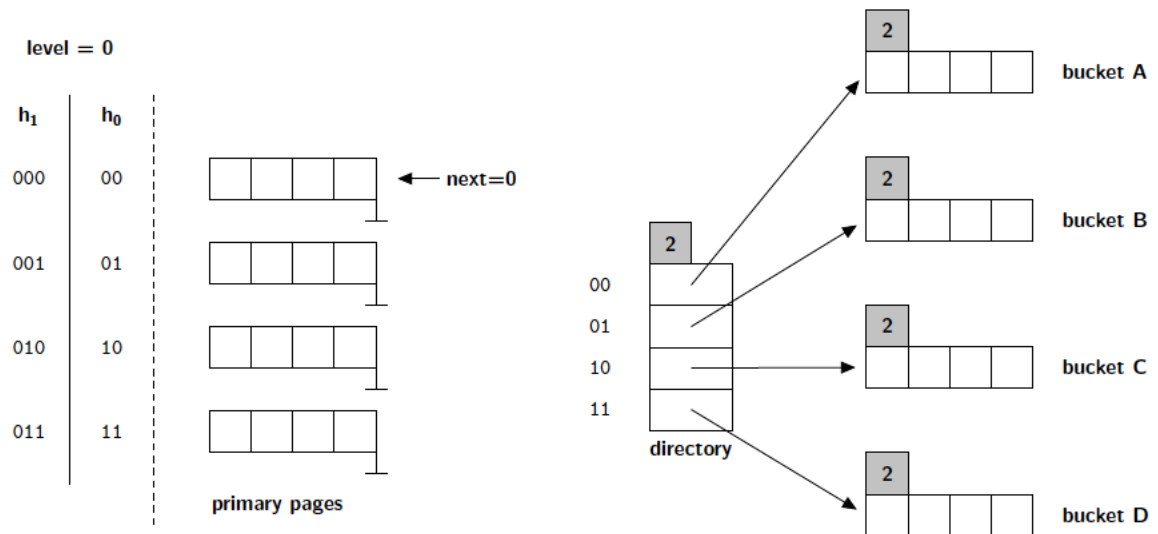 level = 0
h1 h0
000 00
next=0
001 01
010 10
011 11
primary pages
2
bucket A
2
bucket B
2
00
01
10
11
directory
2
bucket C
2
bucket D